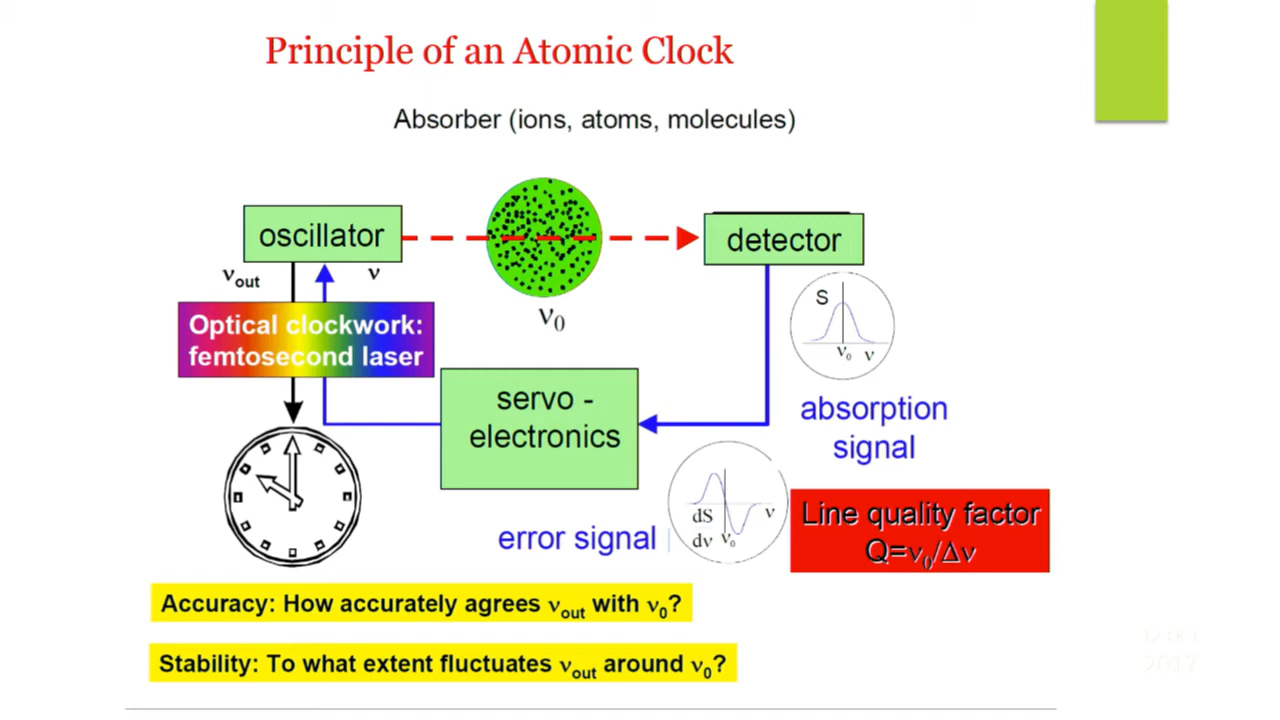 Principle of an Atomic Clock
Absorber (ions, atoms, molecules)
oscillator
detector
νout
ν
ν0
S
ν0 ν
Optical clockwork:
femtosecond laser
servo -
electronics
absorption
signal
dS
dν
ν0
ν
error signal
Line quality factor
Q=ν0/Δν
Accuracy: How accurately agrees νout with ν0?
Stability: To what extent fluctuates νout around ν0?
2017